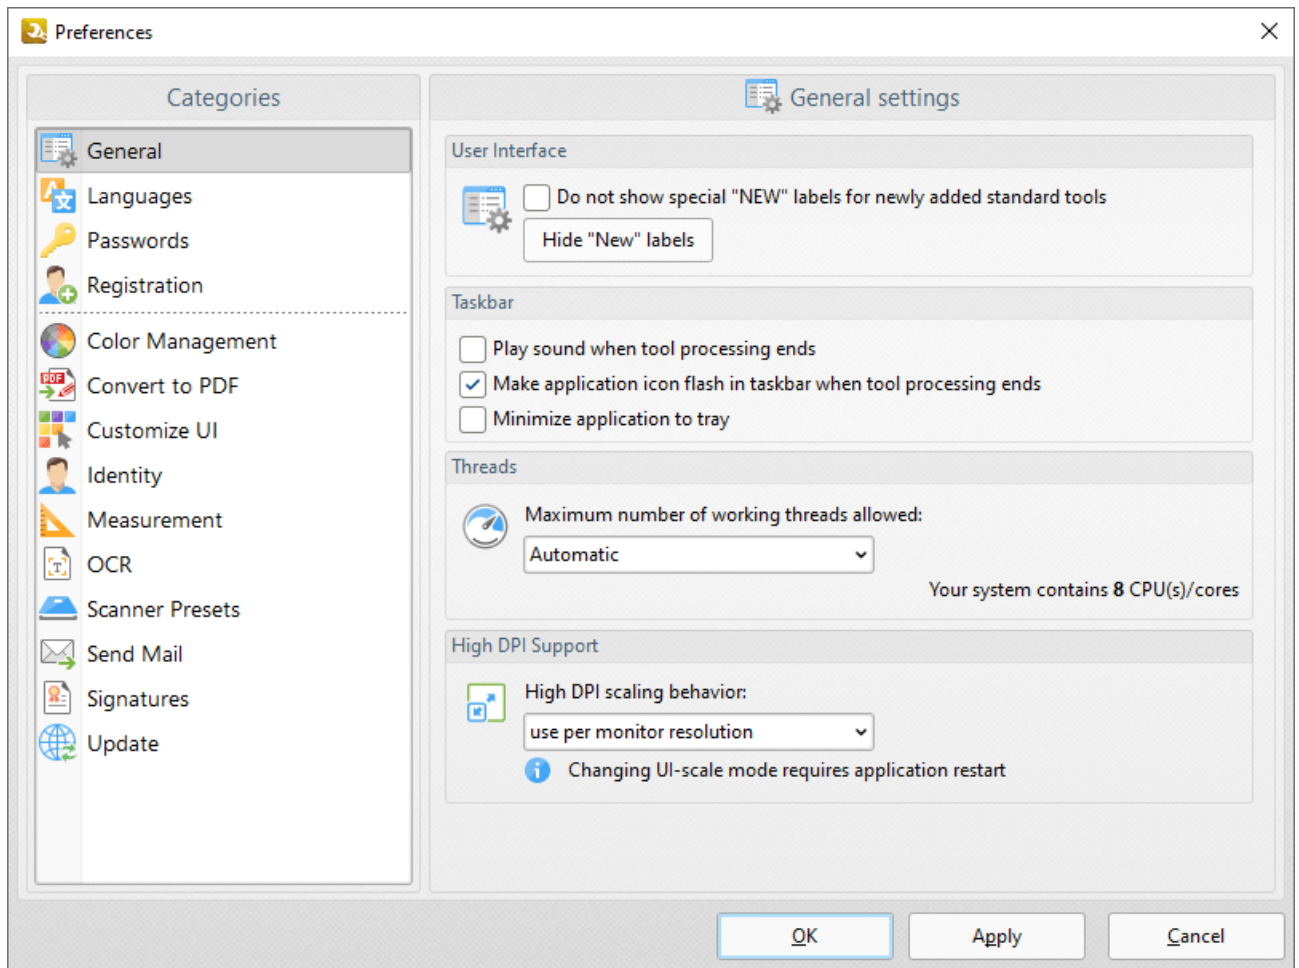 Preferences
Categories
General
Languages
Passwords
Registration
Color Management
PDF
Convert to PDF
Customize UI
Identity
Measurement
T
OCR
Scanner Presets
Send Mail
Signatures
Update
General settings
User Interface
Do not show special "NEW" labels for newly added standard tools
Hide "New" labels
Taskbar
Play sound when tool processing ends
Make application icon flash in taskbar when tool processing ends
Minimize application to tray
Threads
Maximum number of working threads allowed:
Automatic
Your system contains 8 CPU(s)/cores
High DPI Support
High DPI scaling behavior:
use per monitor resolution
Changing UI-scale mode requires application restart
OK
Apply
Cancel